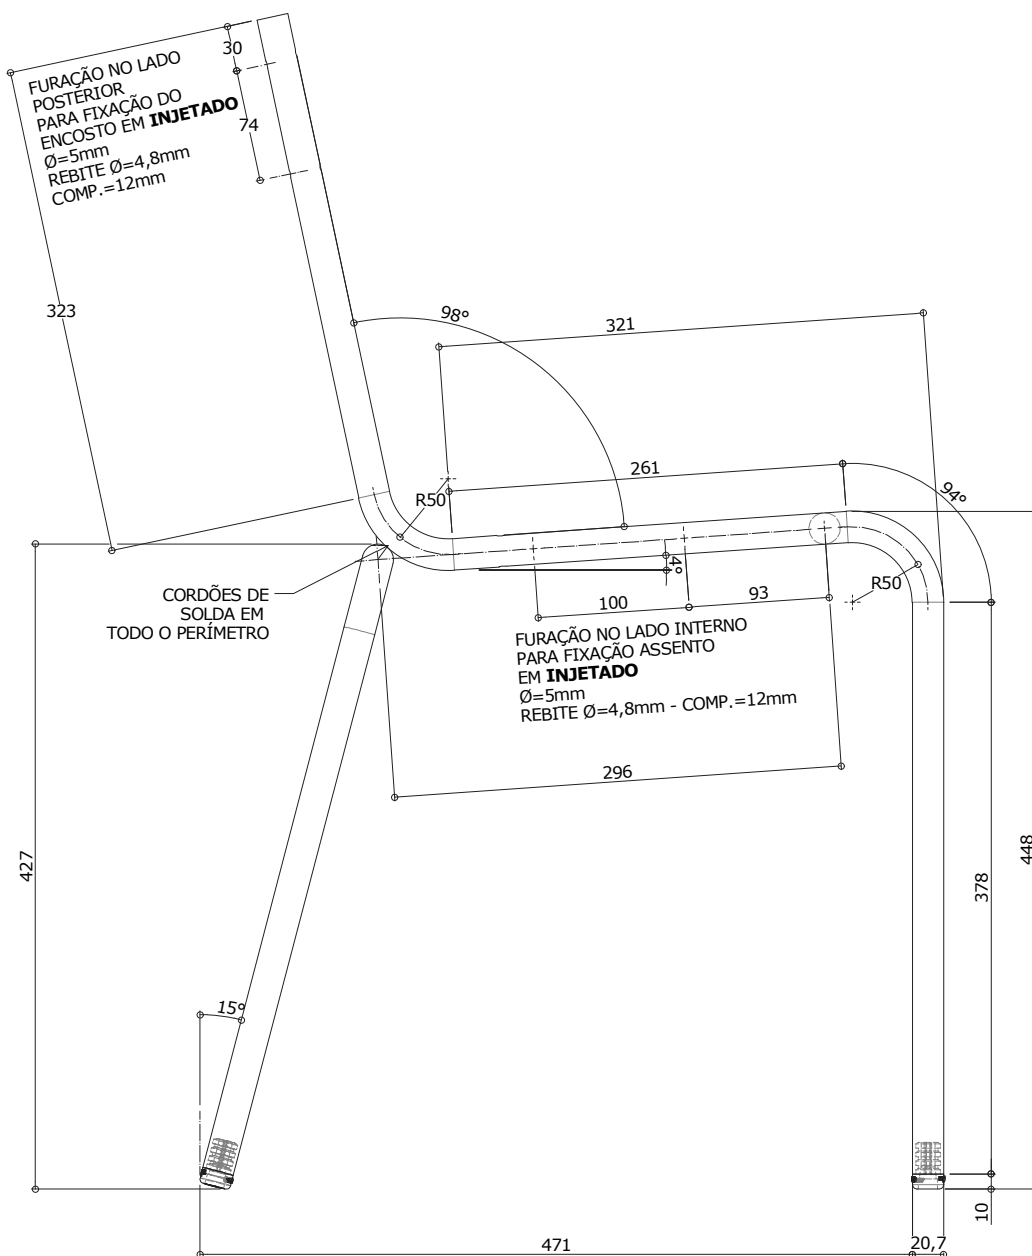 30
FURAÇÃO NO LADO
POSTERIOR
PARA FIXAÇÃO DO
ENCOSTO EM INJETADO
Ø=5mm
REBITE Ø=4,8mm
COMP.=12mm
74
323
98°
321
261
94°
R50
R50
4°
CORDÕES DE
SOLDA EM
TODO O PERÍMETRO
100
93
FURAÇÃO NO LADO INTERNO
PARA FIXAÇÃO ASSENTO
EM INJETADO
Ø=5mm
REBITE Ø=4,8mm - COMP.=12mm
296
427
448
378
15°
10
471
20,7